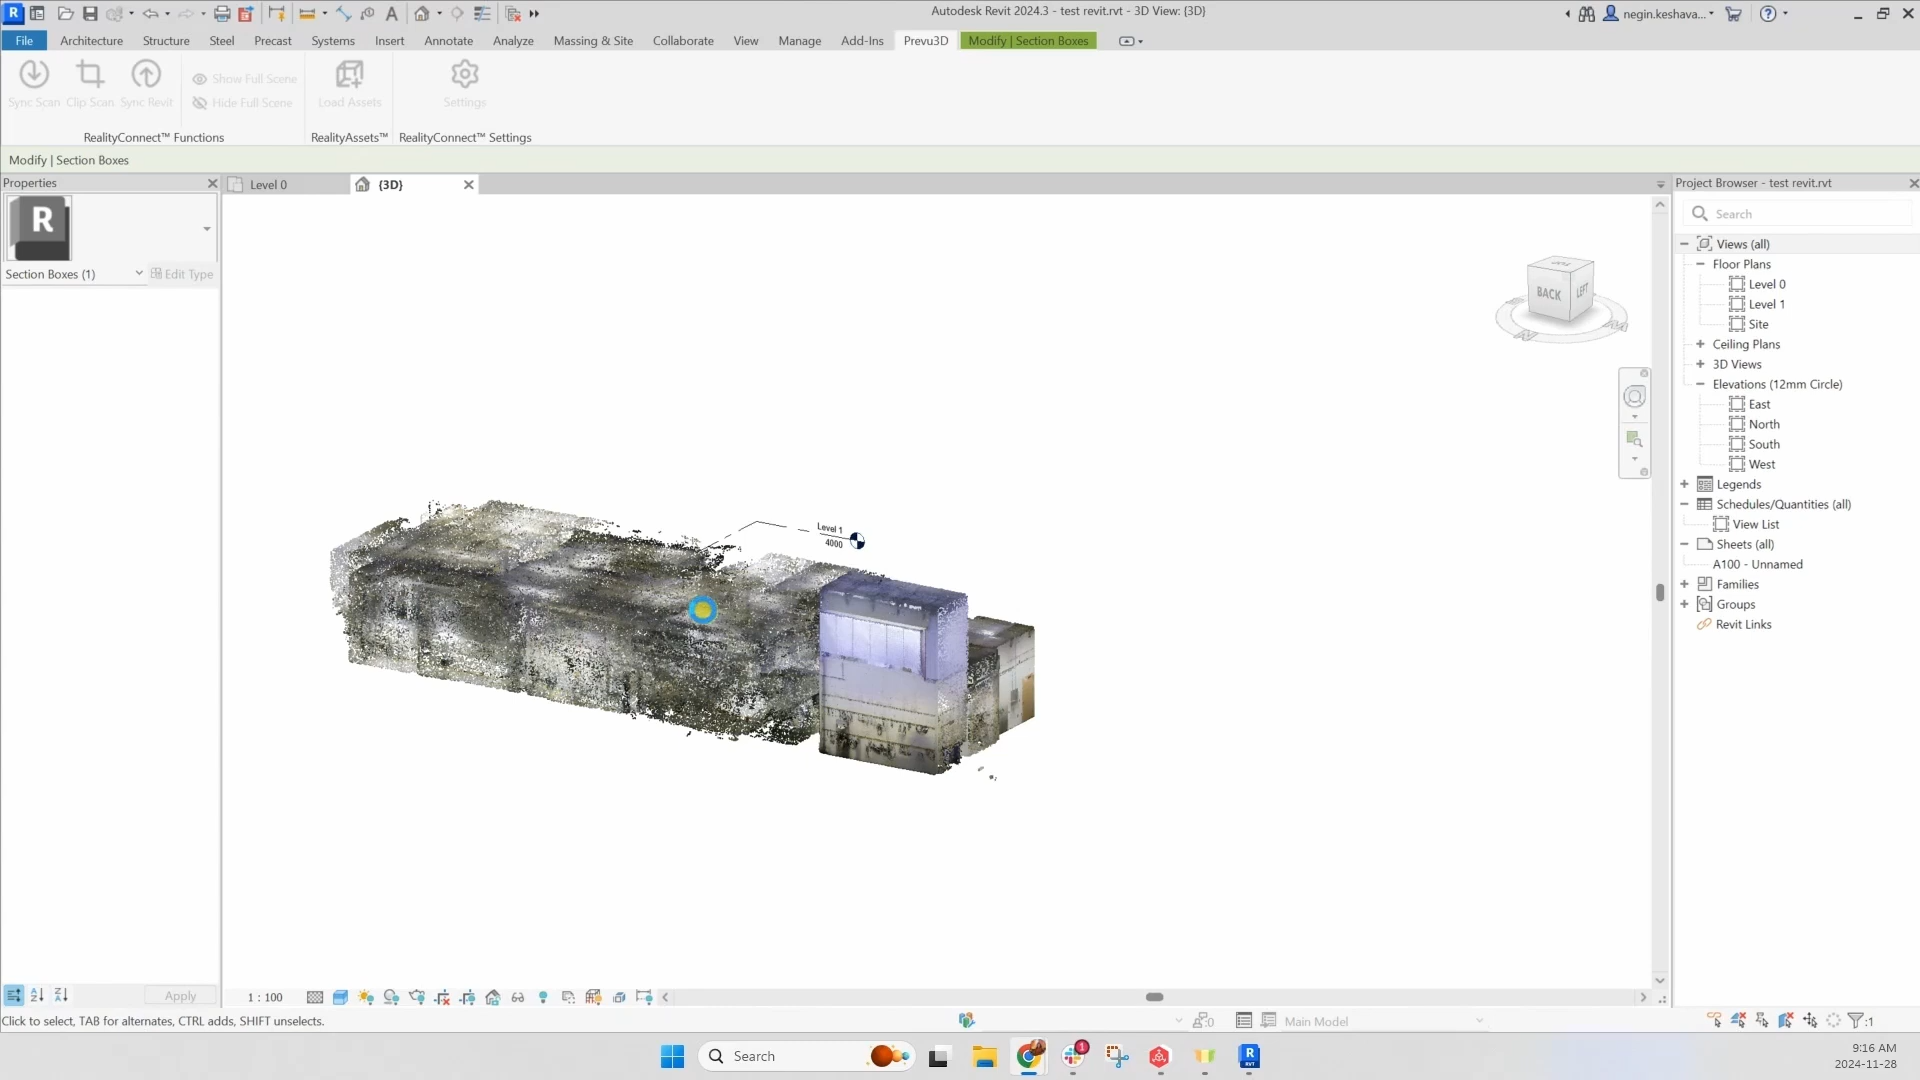 Autodesk Revit 2024.3 - test revit.rvt - 3D View: {3D}
negin.keshava...
File Architecture Structure Steel Precast Systems Insert Annotate Analyze Massing & Site Collaborate View Manage Add-Ins Prevu3D Modify | Section Boxes
Sync Scan Clip Scan Sync Revit
Show Full Scene
Hide Full Scene
Load Assets
Settings
RealityConnect™ Functions RealityAssets™ RealityConnect™ Settings
Modify | Section Boxes
Properties
R
Section Boxes (1)
Edit Type
Apply
Level 0 {3D}
BACK
LEFT
TOP
Level 1
4000
Project Browser - test revit.rvt
Search
Views (all)
Floor Plans
Level 0
Level 1
Site
Ceiling Plans
3D Views
Elevations (12mm Circle)
East
North
South
West
Legends
Schedules/Quantities (all)
View List
Sheets (all)
A100 - Unnamed
Families
Groups
Revit Links
1 : 100
Click to select, TAB for alternates, CTRL adds, SHIFT unselects.
:0
Main Model
:1
Search
1
9:16 AM
2024-11-28